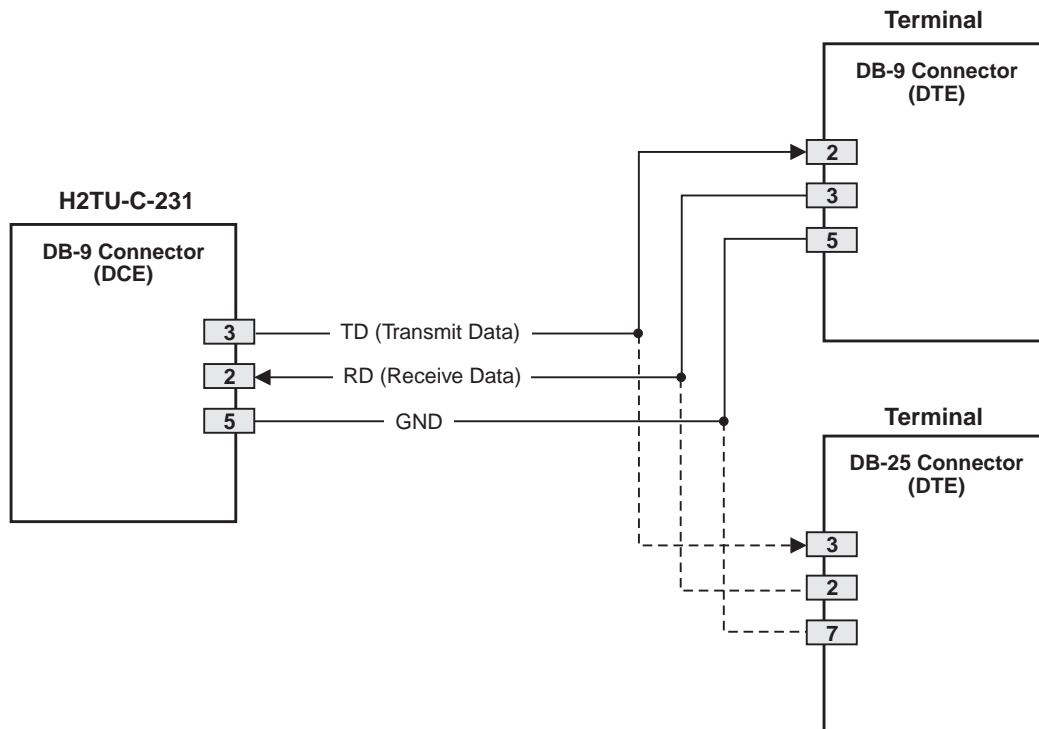 Terminal
DB-9 Connector
(DTE)
2
3
5
H2TU-C-231
DB-9 Connector
(DCE)
3
TD (Transmit Data)
2
RD (Receive Data)
5
GND
Terminal
DB-25 Connector
(DTE)
3
2
7